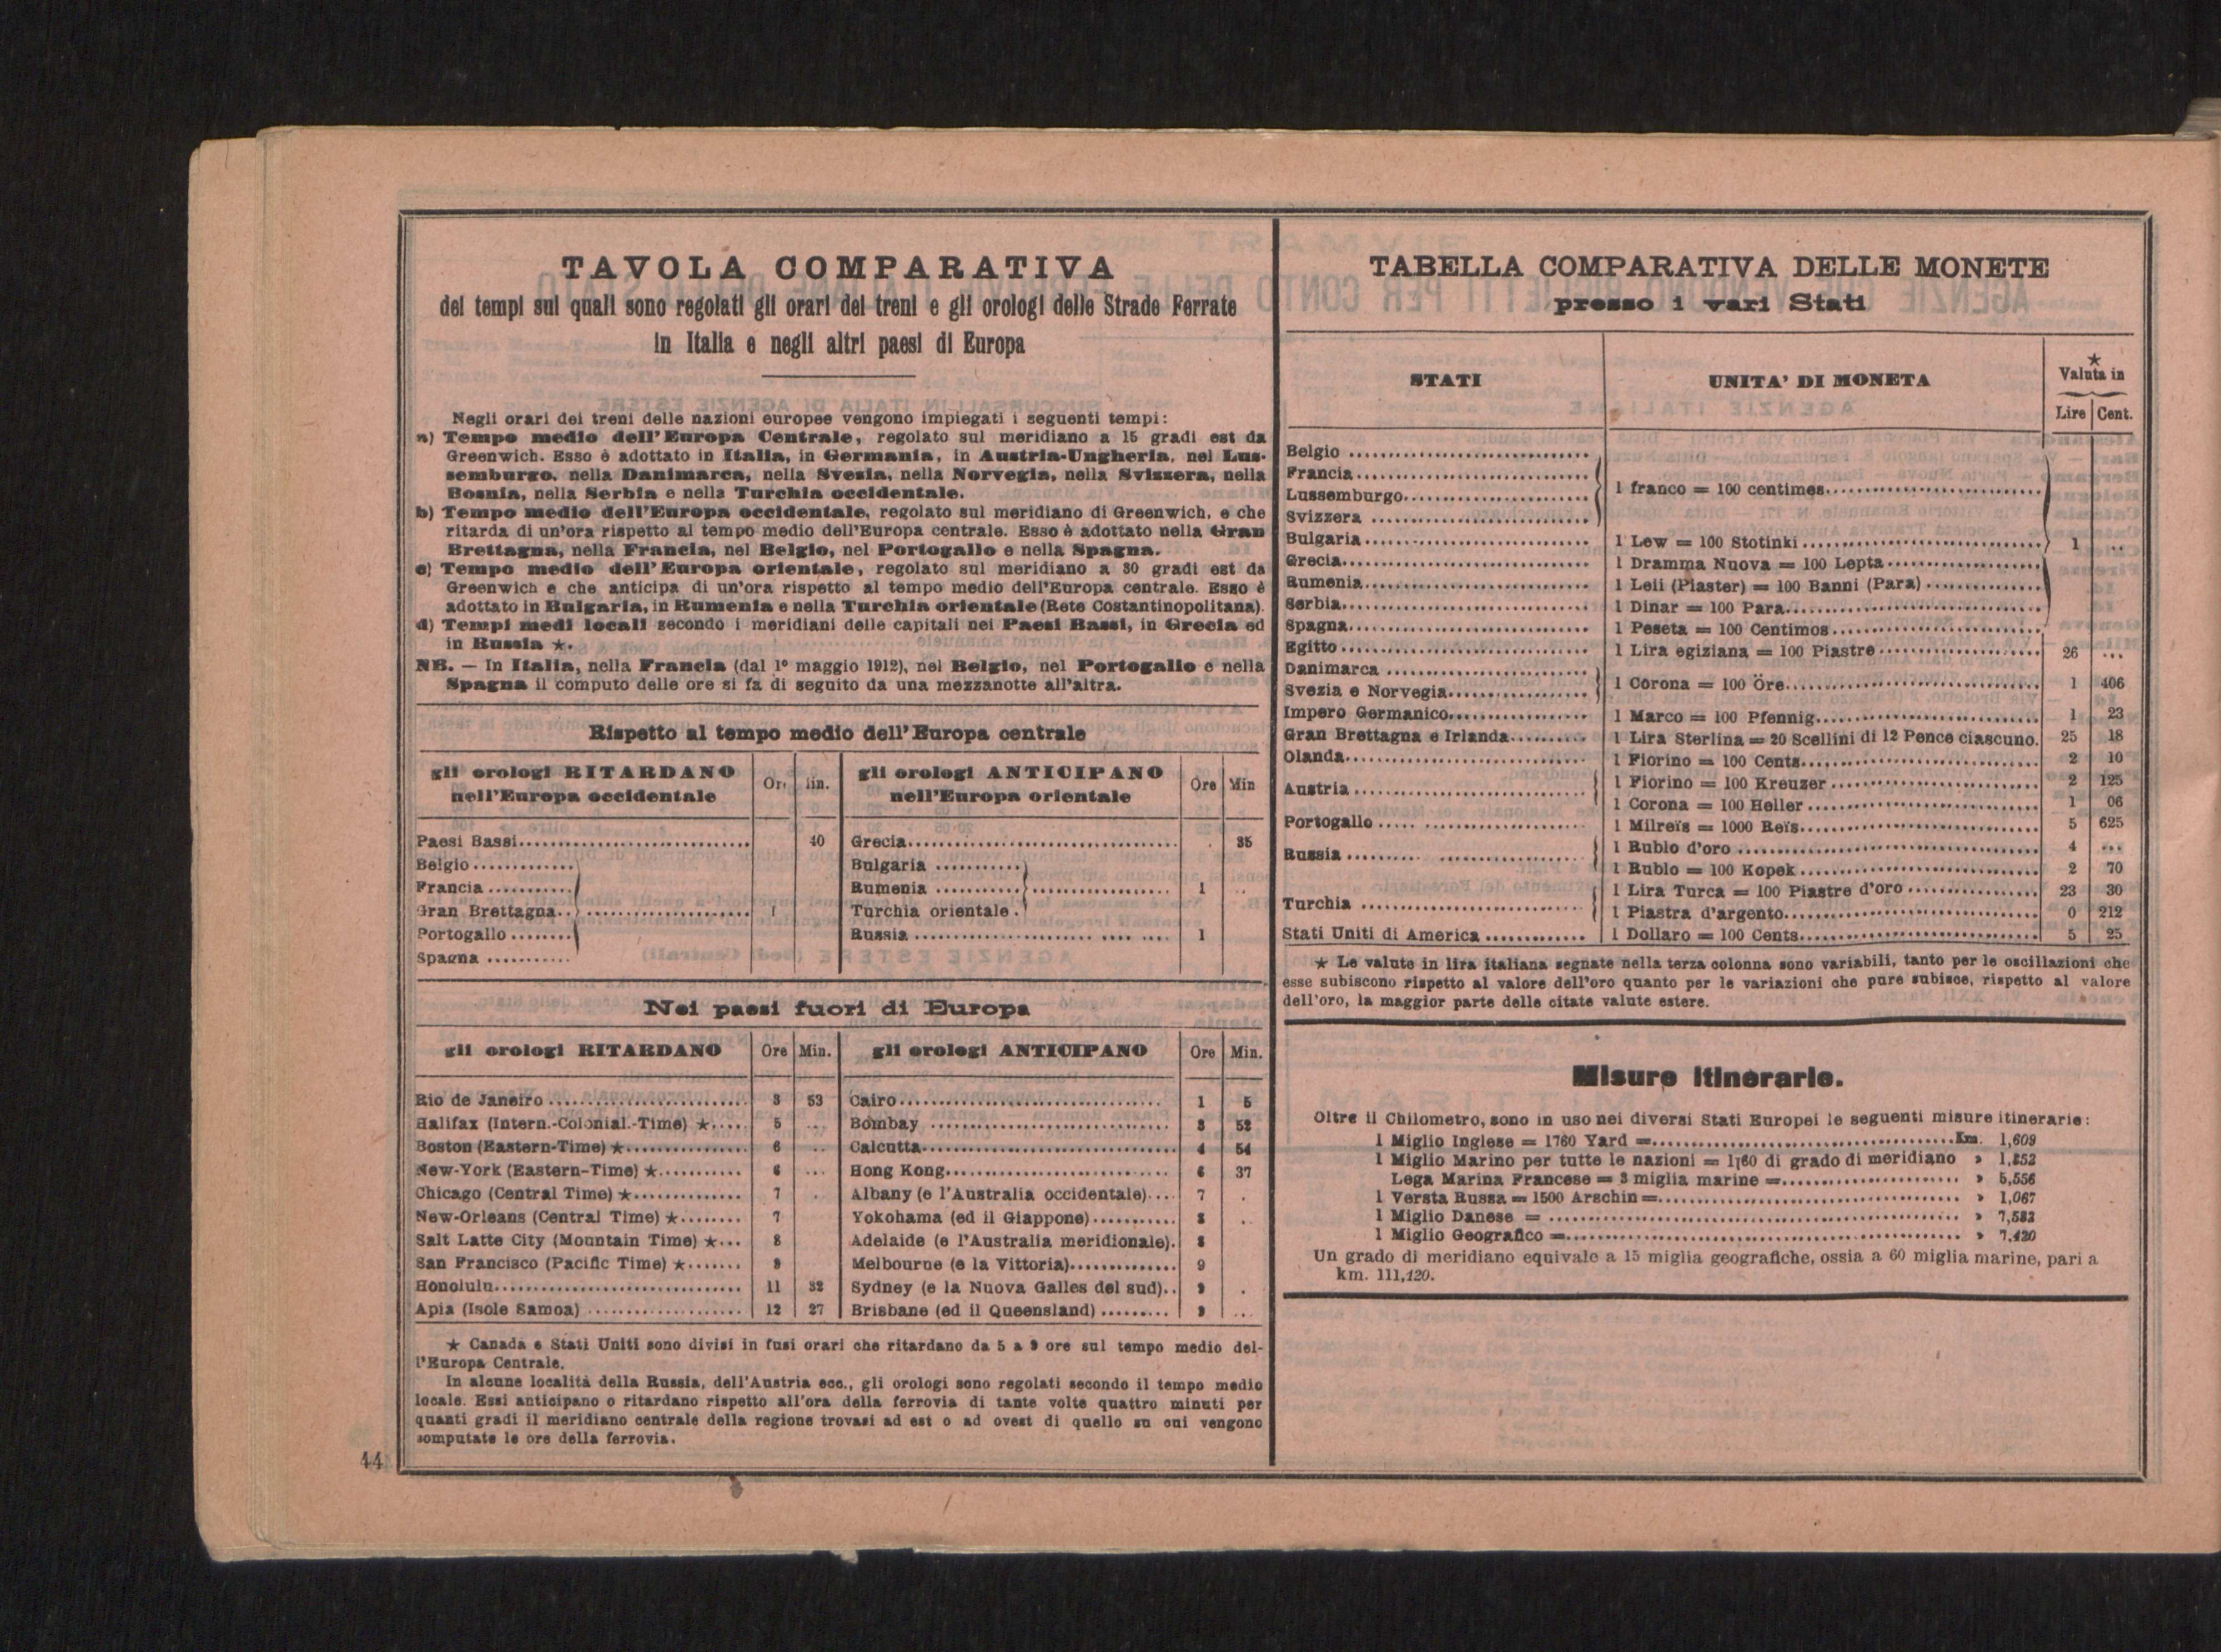 TAVOLA COMPARATIVA
dei tempi sui quali sono regolati gli orari dei treni e gli orologi delle Strade Ferrate
in Italia e negli altri paesi di Europa
Negli orari dei treni delle nazioni europee vengono impiegati i seguenti tempi:
a) Tempo medio dell'Europa Centrale, regolato sul meridiano a 15 gradi est da
Greenwich. Esso è adottato in Italia, in Germania, in Austria-Ungheria, nel Lus-
semburgo, nella Danimarca, nella Svezia, nella Norvegia, nella Svizzera, nella
Bosnia, nella Serbia e nella Turchia occidentale.
b) Tempo medio dell'Europa occidentale, regolato sul meridiano di Greenwich, e che
ritarda di un'ora rispetto al tempo medio dell'Europa centrale. Esso è adottato nella Gran
Brettagna, nella Francia, nel Belgio, nel Portogallo e nella Spagna.
c) Tempo medio dell'Europa orientale, regolato sul meridiano a 30 gradi est da
Greenwich e che anticipa di un'ora rispetto al tempo medio dell'Europa centrale. Esso è
adottato in Bulgaria, in Rumenia e nella Turchia orientale (Rete Costantinopolitana).
d) Tempi medi locali secondo i meridiani delle capitali nei Paesi Bassi, in Grecia ed
in Russia ★.
NB. — In Italia, nella Francia (dal 1º maggio 1912), nel Belgio, nel Portogallo e nella
Spagna il computo delle ore si fa di seguito da una mezzanotte all'altra.
Rispetto al tempo medio dell'Europa centrale
gli orologi RITARDANO nell'Europa occidentale | Or | in. | gli orologi ANTICIPANO nell'Europa orientale | Ore | Min
Paesi Bassi 40 Grecia 35
Belgio Bulgaria
Francia Rumenia 1 ..
Gran Brettagna 1 Turchia orientale
Portogallo Russia 1
Spagna
Nei paesi fuori di Europa
gli orologi RITARDANO | Ore | Min. | gli orologi ANTICIPANO | Ore | Min.
Rio de Janeiro 3 53 Cairo 1 5
Halifax (Intern.-Colonial.-Time) ★ 5 ... Bombay 3 52
Boston (Eastern-Time) ★ 6 .. Calcutta 4 54
New-York (Eastern-Time) ★ 6 ... Hong Kong 6 37
Chicago (Central Time) ★ 7 .. Albany (e l'Australia occidentale) 7 .
New-Orleans (Central Time) ★ 7 Yokohama (ed il Giappone) 8 ..
Salt Latte City (Mountain Time) ★ 8 Adelaide (e l'Australia meridionale). 8
San Francisco (Pacific Time) ★ 9 Melbourne (e la Vittoria) 9
Honolulu 11 32 Sydney (e la Nuova Galles del sud) 9 .
Apia (Isole Samoa) 12 27 Brisbane (ed il Queensland) 9 ...
★ Canada e Stati Uniti sono divisi in fusi orari che ritardano da 5 a 9 ore sul tempo medio del-
l'Europa Centrale.
In alcune località della Russia, dell'Austria ecc., gli orologi sono regolati secondo il tempo medio
locale. Essi anticipano o ritardano rispetto all'ora della ferrovia di tante volte quattro minuti per
quanti gradi il meridiano centrale della regione trovasi ad est o ad ovest di quello su cui vengono
computate le ore della ferrovia.
44
TABELLA COMPARATIVA DELLE MONETE
presso i vari Stati
STATI | UNITA' DI MONETA | ★ Valuta in Lire | Cent.
Belgio
Francia
Lussemburgo 1 franco = 100 centimes
Svizzera
Bulgaria 1 Lew = 100 Stotinki 1 ..
Grecia 1 Dramma Nuova = 100 Lepta
Rumenia 1 Leii (Piaster) = 100 Banni (Para)
Serbia 1 Dinar = 100 Para
Spagna 1 Peseta = 100 Centimos
Egitto 1 Lira egiziana = 100 Piastre 26 ...
Danimarca
Svezia e Norvegia 1 Corona = 100 Öre 1 406
Impero Germanico 1 Marco = 100 Pfennig 1 23
Gran Brettagna e Irlanda 1 Lira Sterlina = 20 Scellini di 12 Pence ciascuno. 25 18
Olanda 1 Fiorino = 100 Cents 2 10
Austria 1 Fiorino = 100 Kreuzer 2 125
1 Corona = 100 Heller 1 06
Portogallo 1 Milreïs = 1000 Reïs 5 625
Russia 1 Rublo d'oro 4 ...
1 Rublo = 100 Kopek 2 70
Turchia 1 Lira Turca = 100 Piastre d'oro 23 30
1 Piastra d'argento 0 212
Stati Uniti di America 1 Dollaro = 100 Cents 5 25
★ Le valute in lira italiana segnate nella terza colonna sono variabili, tanto per le oscillazioni che
esse subiscono rispetto al valore dell'oro quanto per le variazioni che pure subisce, rispetto al valore
dell'oro, la maggior parte delle citate valute estere.
Misure itinerarie.
Oltre il Chilometro, sono in uso nei diversi Stati Europei le seguenti misure itinerarie:
1 Miglio Inglese = 1760 Yard = Km. 1,609
1 Miglio Marino per tutte le nazioni = 1|60 di grado di meridiano » 1,852
Lega Marina Francese = 3 miglia marine = » 5,556
1 Versta Russa = 1500 Arschin = » 1,067
1 Miglio Danese = » 7,532
1 Miglio Geografico = » 7,420
Un grado di meridiano equivale a 15 miglia geografiche, ossia a 60 miglia marine, pari a
km. 111,120.